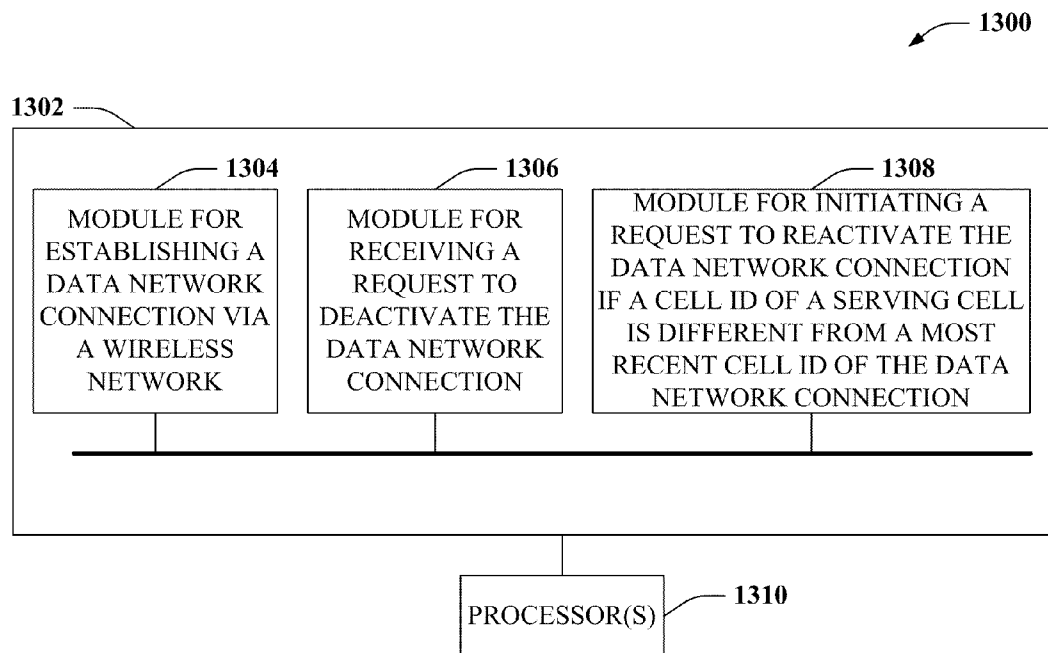 1300
1302
1304
1306
1308
MODULE FOR
ESTABLISHING A
DATA NETWORK
CONNECTION VIA
A WIRELESS
NETWORK
MODULE FOR
RECEIVING A
REQUEST TO
DEACTIVATE THE
DATA NETWORK
CONNECTION
MODULE FOR INITIATING A
REQUEST TO REACTIVATE THE
DATA NETWORK CONNECTION
IF A CELL ID OF A SERVING CELL
IS DIFFERENT FROM A MOST
RECENT CELL ID OF THE DATA
NETWORK CONNECTION
PROCESSOR(S)
1310